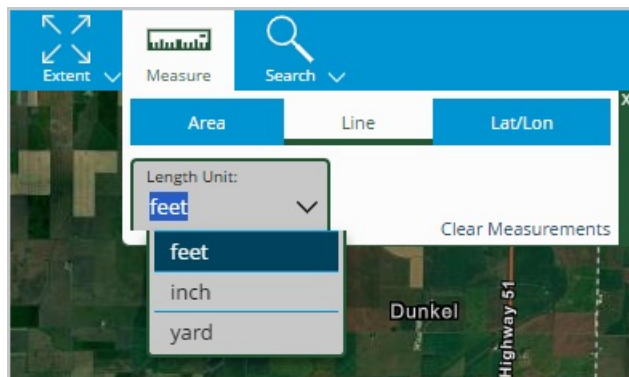 Extent
Measure
Search
Area
Line
Lat/Lon
X
Length Unit:
feet
Clear Measurements
feet
inch
yard
Dunkel
Highway 51